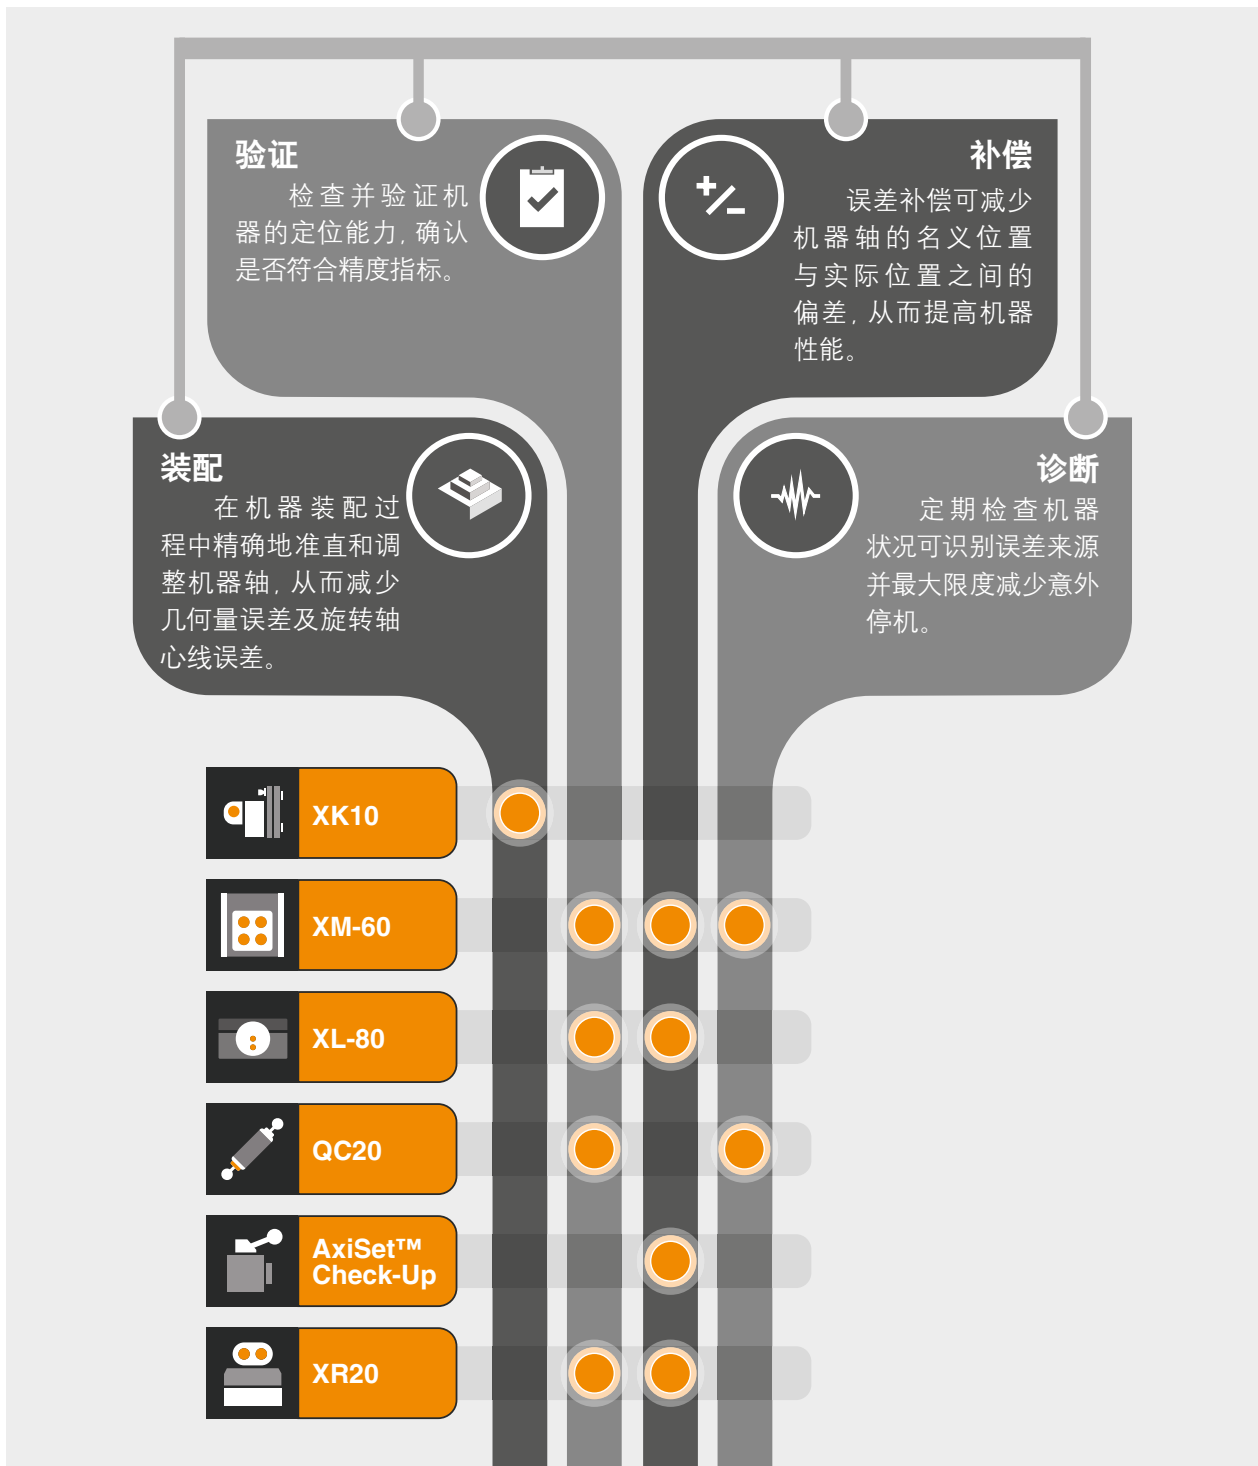 验证
检查并验证机
器的定位能力, 确认
是否符合精度指标。
补偿
误差补偿可减少
机器轴的名义位置
与实际位置之间的
偏差, 从而提高机器
性能。
装配
在机器装配过
程中精确地准直和调
整机器轴, 从而减少
几何量误差及旋转轴
心线误差。
诊断
定期检查机器
状况可识别误差来源
并最大限度减少意外
停机。
XK10
XM-60
XL-80
QC20
AxiSet™
Check-Up
XR20